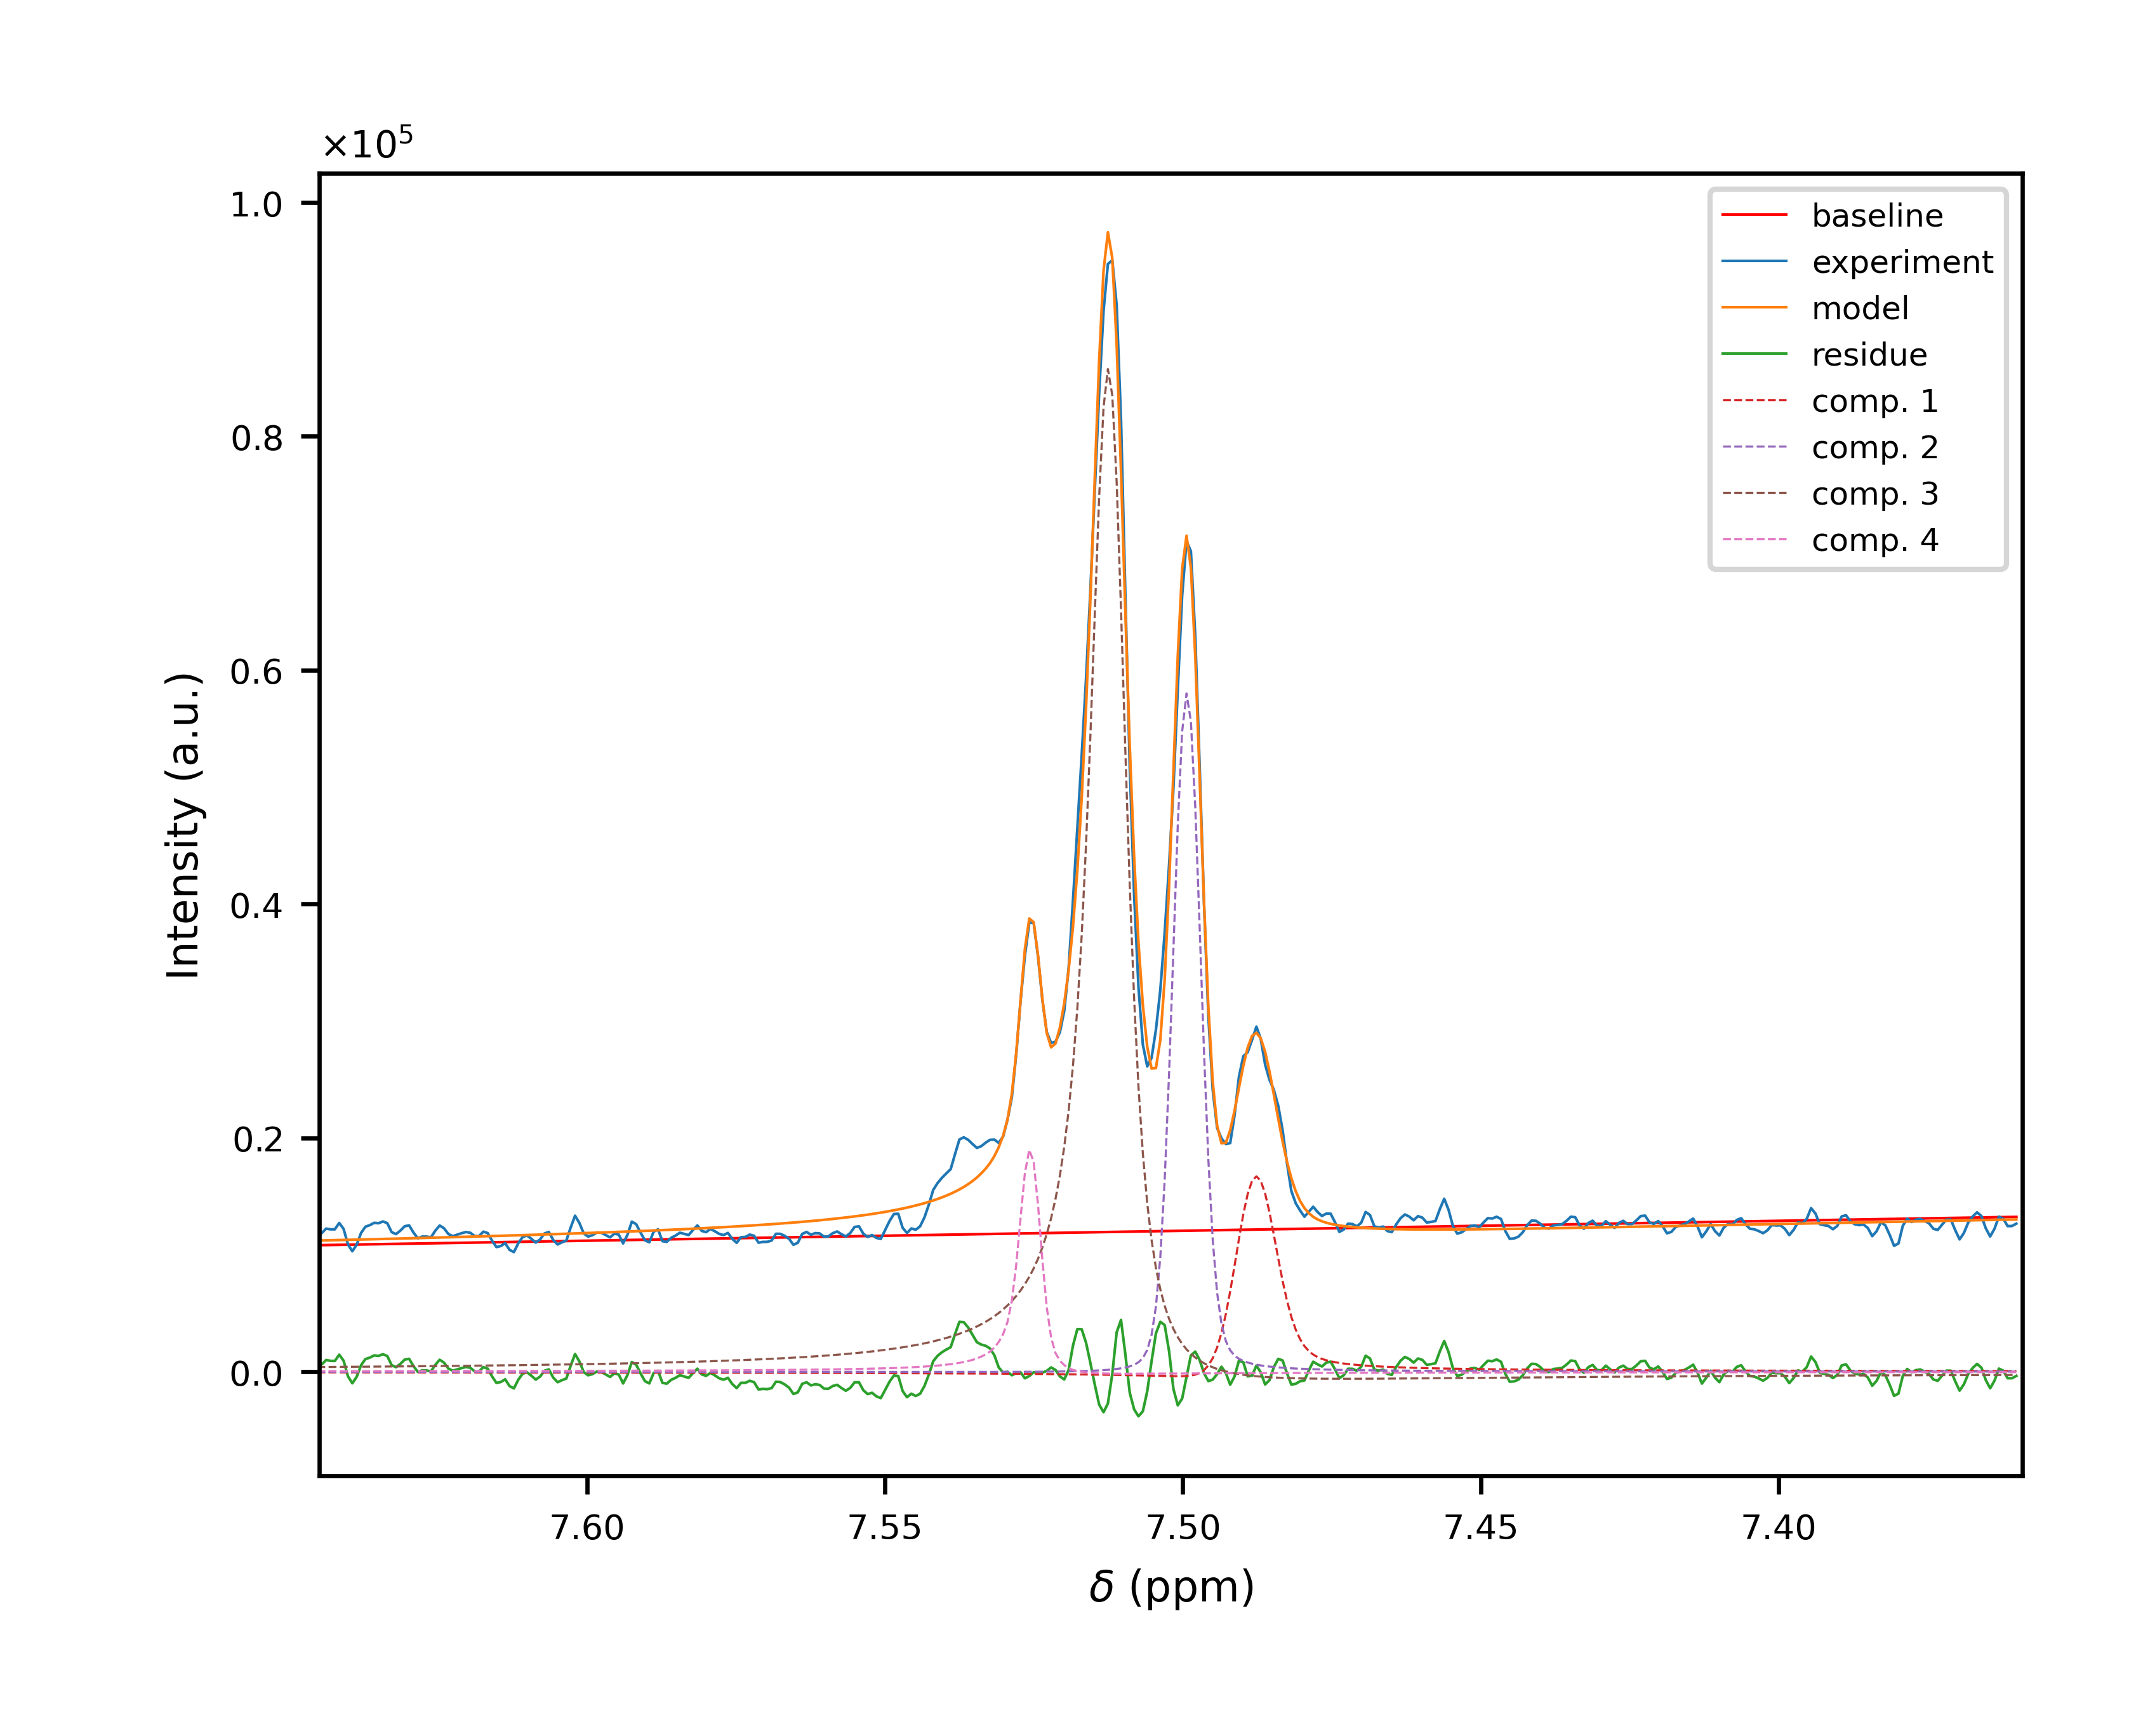 ×10⁵
1.0
0.8
0.6
0.4
0.2
0.0
Intensity (a.u.)
7.60 7.55 7.50 7.45 7.40
δ (ppm)
baseline
experiment
model
residue
comp. 1
comp. 2
comp. 3
comp. 4